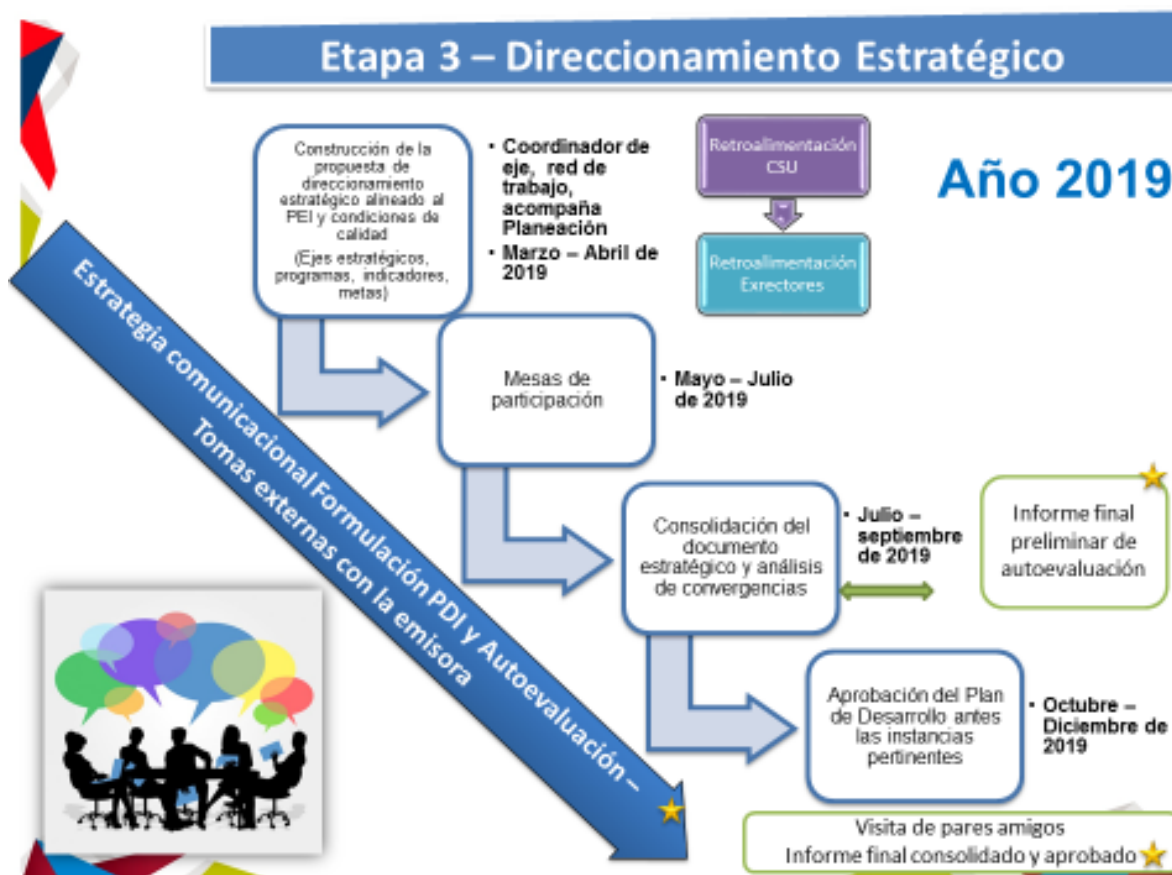 Etapa 3 – Direccionamiento Estratégico
Construcción de la
propuesta de
direccionamiento
estratégico alineado al
PEI y condiciones de
calidad
(Ejes estratégicos,
programas, indicadores,
metas)
• Coordinador de
eje, red de
trabajo,
acompaña
Planeación
• Marzo – Abril de
2019
Retroalimentación
CSU
Retroalimentación
Exrectores
Año 2019
Estrategia comunicacional Formulación PDI y Autoevaluación –
Tomas externas con la emisora
Mesas de
participación
• Mayo – Julio
de 2019
Consolidación del
documento
estratégico y análisis
de convergencias
• Julio –
septiembre
de 2019
Informe final
preliminar de
autoevaluación
Aprobación del Plan
de Desarrollo antes
las instancias
pertinentes
• Octubre –
Diciembre de
2019
Visita de pares amigos
Informe final consolidado y aprobado